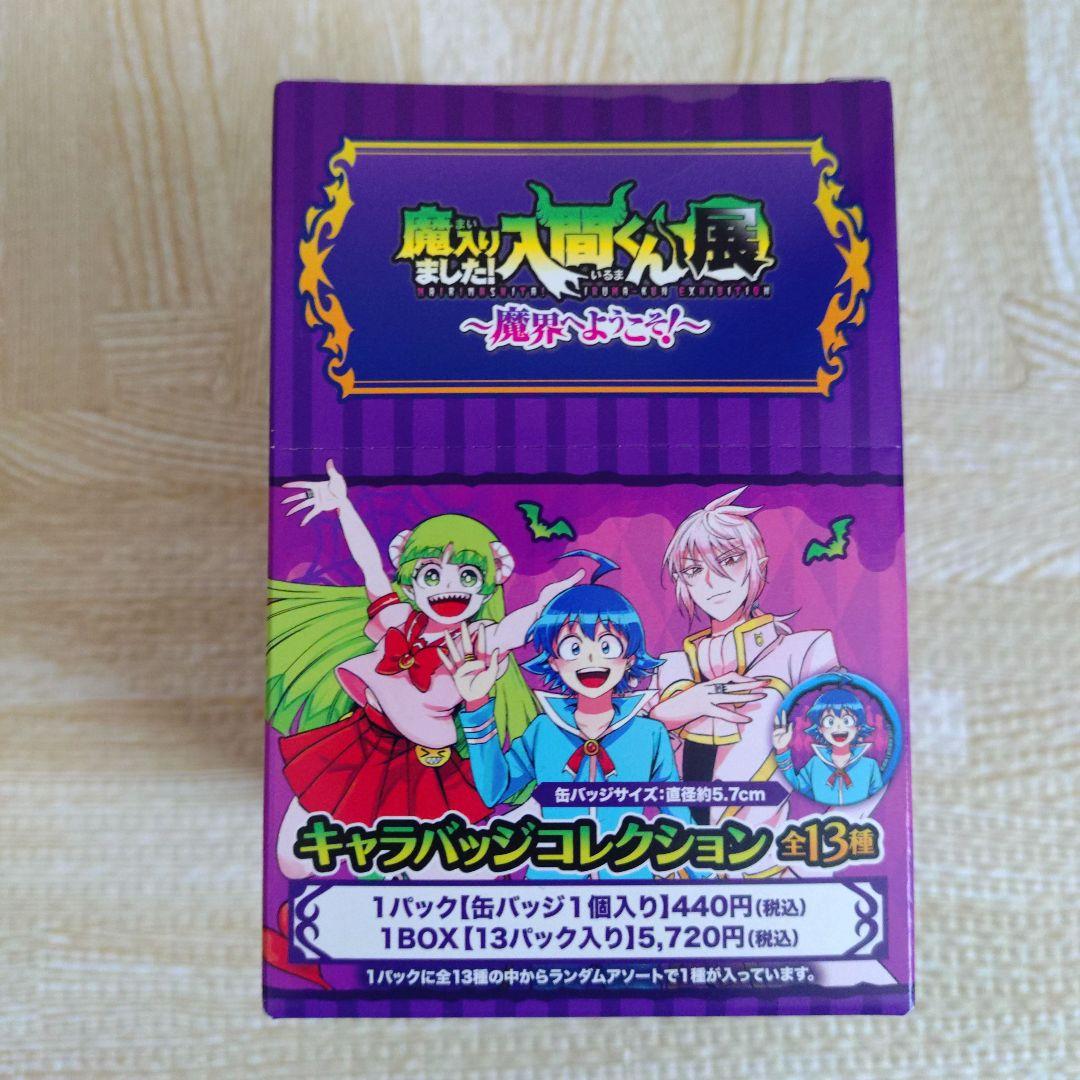 魔入り
ました!
まい
入間くん展
いるま
MAIRIMASHITA! IRUMA-KUN EXHIBITION
〜魔界へようこそ!〜
缶バッジサイズ:直径約5.7cm
キャラバッジコレクション 全13種
1パック【缶バッジ1個入り】440円(税込)
1BOX【13パック入り】5,720円(税込)
1パックに全13種の中からランダムアソートで1種が入っています。